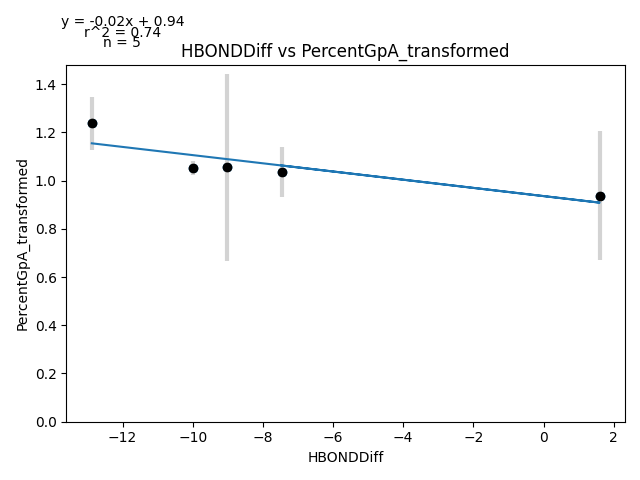 y = -0.02x + 0.94
r^2 = 0.74
n = 5
HBONDDiff vs PercentGpA_transformed
PercentGpA_transformed
1.4
1.2
1.0
0.8
0.6
0.4
0.2
0.0
−12 −10 −8 −6 −4 −2 0 2
HBONDDiff